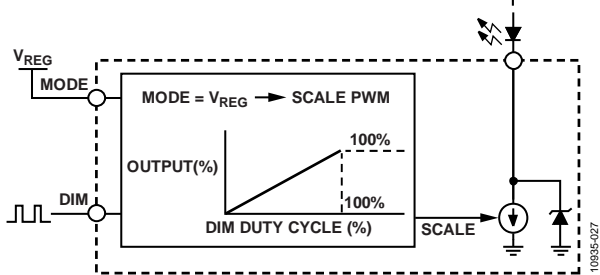 VREG
MODE
MODE = VREG SCALE PWM
OUTPUT(%)
100%
100%
DIM
DIM DUTY CYCLE (%)
SCALE
10935-027